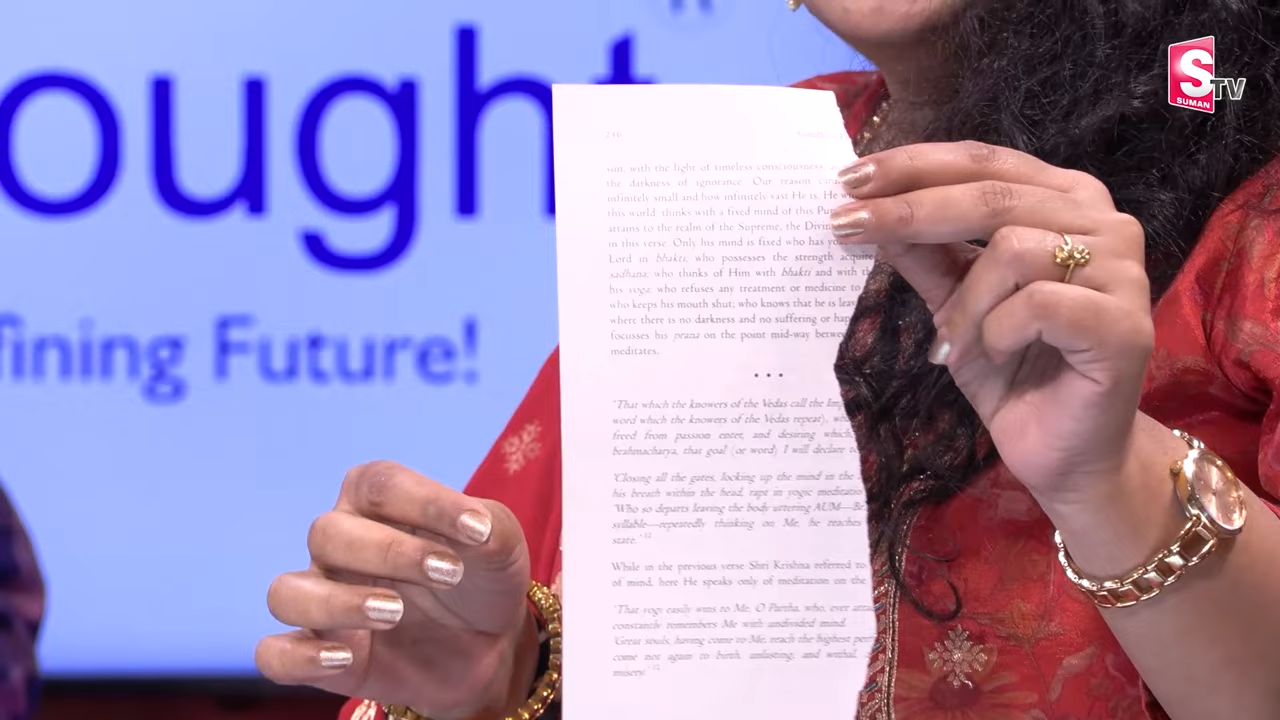 ought
fining Future!
S TV
SUMAN
sun, with the light of timeless consciousness
the darkness of ignorance. Our reason
infinitely small and how infinitely vast He is. He
this world, thinks with a fixed mind of this
attains to the realm of the Supreme, the
in this verse. Only his mind is fixed who has
Lord in bhakti; who possesses the strength
sadhana; who thinks of Him with bhakti and with
his yoga; who refuses any treatment or medicine to
who keeps his mouth shut; who knows that he is
where there is no darkness and no suffering or
focusses his prana on the point mid-way
meditates.
• • •
'That which the knowers of the Vedas call the
word which the knowers of the Vedas repeat),
freed from passion enter, and desiring which,
brahmacharya, that goal (or word) I will declare
'Closing all the gates, locking up the mind in the
his breath within the head, rapt in yogic
'Who so departs leaving the body uttering AUM—
syllable—repeatedly thinking on Me, he reaches
state.'
While in the previous verse Shri Krishna referred to
of mind, here He speaks only of meditation on the
'That yogi easily wins to Me, O Partha, who, ever
constantly remembers Me with undivided mind.
'Great souls, having come to Me, reach the highest
come not again to birth, unlasting, and withal,
misery.'